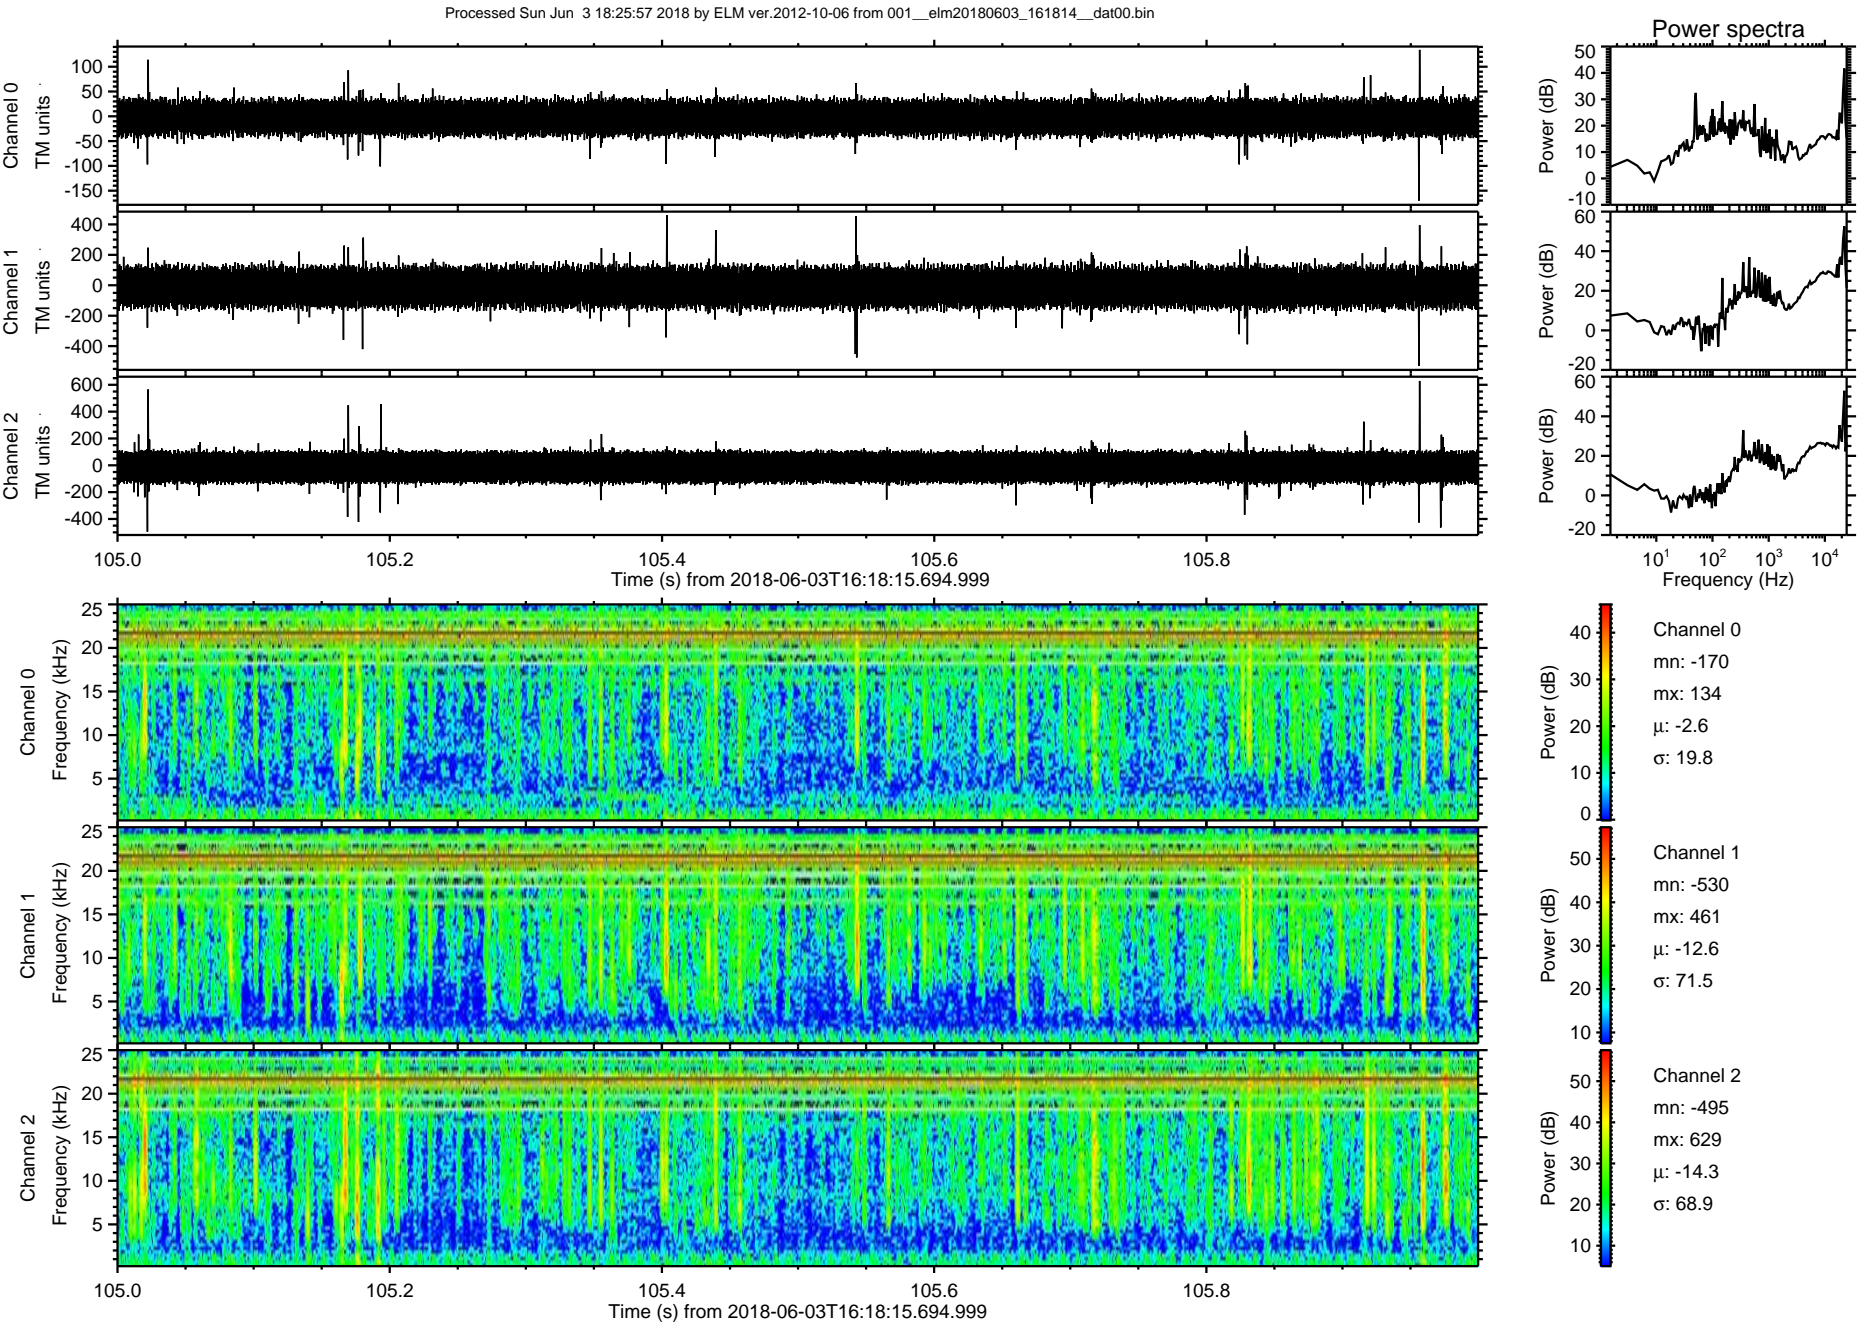 Processed Sun Jun 3 18:25:57 2018 by ELM ver.2012-10-06 from 001__elm20180603_161814__dat00.bin
Power spectra
Channel 0
TM units
100
50
0
-50
-100
-150
Power (dB)
50
40
30
20
10
0
-10
Channel 1
TM units
400
200
0
-200
-400
Power (dB)
60
40
20
0
-20
Channel 2
TM units
600
400
200
0
-200
-400
Power (dB)
60
40
20
0
-20
105.0 105.2 105.4 105.6 105.8
Time (s) from 2018-06-03T16:18:15.694.999
10¹ 10² 10³ 10⁴
Frequency (Hz)
Channel 0
Frequency (kHz)
25
20
15
10
5
Power (dB)
40
30
20
10
0
Channel 0
mn: -170
mx: 134
μ: -2.6
σ: 19.8
Channel 1
Frequency (kHz)
25
20
15
10
5
Power (dB)
50
40
30
20
10
Channel 1
mn: -530
mx: 461
μ: -12.6
σ: 71.5
Channel 2
Frequency (kHz)
25
20
15
10
5
Power (dB)
50
40
30
20
10
Channel 2
mn: -495
mx: 629
μ: -14.3
σ: 68.9
105.0 105.2 105.4 105.6 105.8
Time (s) from 2018-06-03T16:18:15.694.999